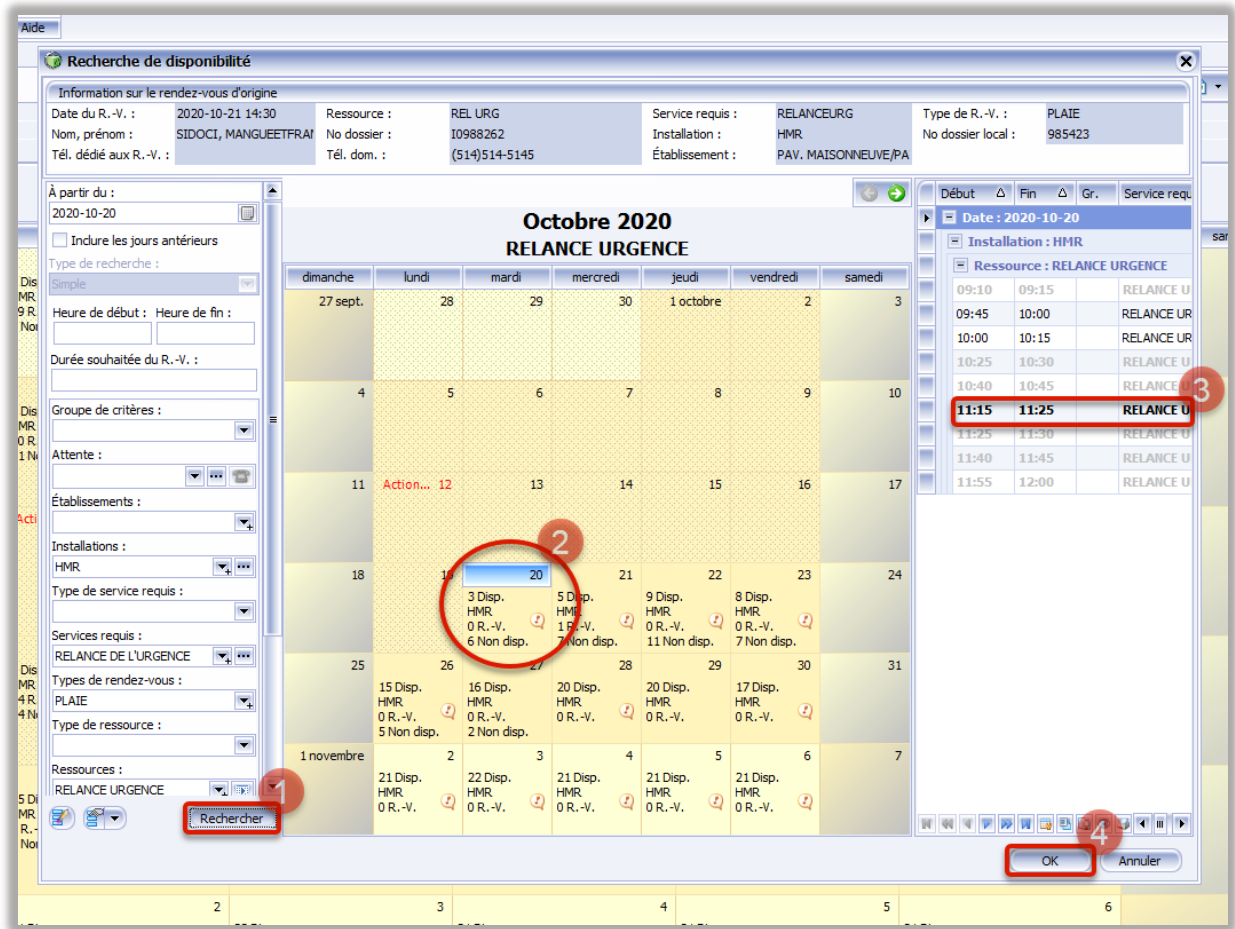 Aide
Recherche de disponibilité
Information sur le rendez-vous d'origine
Date du R.-V. : 2020-10-21 14:30 Ressource : REL URG Service requis : RELANCEURG Type de R.-V. : PLAIE
Nom, prénom : SIDOCI, MANGUEETFRAN No dossier : I0988262 Installation : HMR No dossier local : 985423
Tél. dédié aux R.-V. : Tél. dom. : (514)514-5145 Établissement : PAV. MAISONNEUVE/PA
À partir du :
2020-10-20
Inclure les jours antérieurs
Type de recherche :
Simple
Heure de début : Heure de fin :
Durée souhaitée du R.-V. :
Groupe de critères :
Attente :
Établissements :
Installations :
HMR
Type de service requis :
Services requis :
RELANCE DE L'URGENCE
Types de rendez-vous :
PLAIE
Type de ressource :
Ressources :
RELANCE URGENCE
1
Rechercher
Octobre 2020
RELANCE URGENCE
dimanche lundi mardi mercredi jeudi vendredi samedi
27 sept. 28 29 30 1 octobre 2 3
4 5 6 7 8 9 10
11 Action... 12 13 14 15 16 17
2
18 19 20 21 22 23 24
3 Disp. 5 Disp. 9 Disp. 8 Disp.
HMR HMR HMR HMR
0 R.-V. 1 R.-V. 0 R.-V. 0 R.-V.
6 Non disp. 7 Non disp. 11 Non disp. 7 Non disp.
25 26 27 28 29 30 31
15 Disp. 16 Disp. 20 Disp. 20 Disp. 17 Disp.
HMR HMR HMR HMR HMR
0 R.-V. 0 R.-V. 0 R.-V. 0 R.-V. 0 R.-V.
5 Non disp. 2 Non disp.
1 novembre 2 3 4 5 6 7
21 Disp. 22 Disp. 21 Disp. 21 Disp. 21 Disp.
HMR HMR HMR HMR HMR
0 R.-V. 0 R.-V. 0 R.-V. 0 R.-V. 0 R.-V.
Début Fin Gr. Service requ
Date : 2020-10-20
Installation : HMR
Ressource : RELANCE URGENCE
09:10 09:15 RELANCE U
09:45 10:00 RELANCE UR
10:00 10:15 RELANCE UR
10:25 10:30 RELANCE U
10:40 10:45 RELANCE U
3
11:15 11:25 RELANCE U
11:25 11:30 RELANCE U
11:40 11:45 RELANCE U
11:55 12:00 RELANCE U
4
OK Annuler
2 3 4 5 6